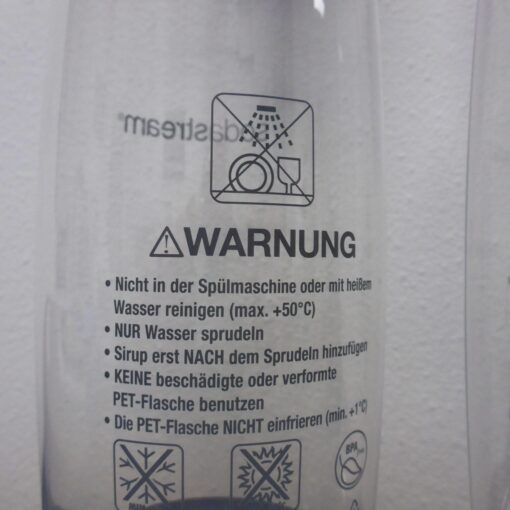 sodastream
⚠WARNUNG
• Nicht in der Spülmaschine oder mit heißem
Wasser reinigen (max. +50°C)
• NUR Wasser sprudeln
• Sirup erst NACH dem Sprudeln hinzufügen
• KEINE beschädigte oder verformte
PET-Flasche benutzen
• Die PET-Flasche NICHT einfrieren (min. +1°C)
BPA